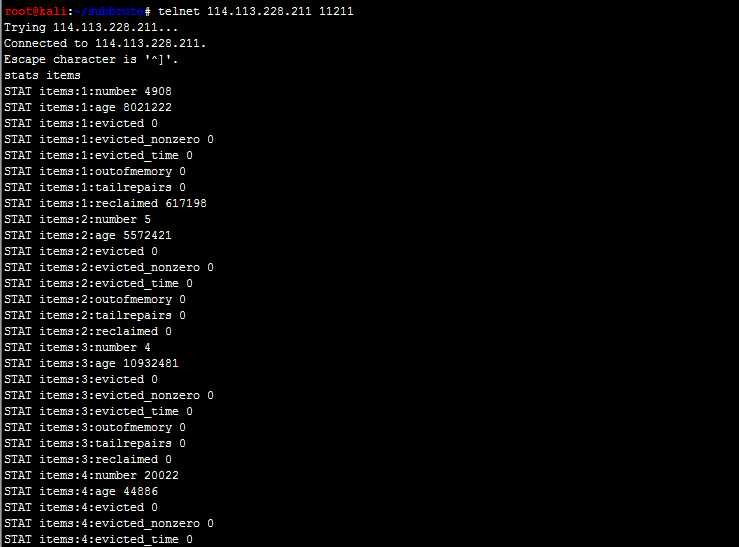 root@kali:~/subbrute# telnet 114.113.228.211 11211
Trying 114.113.228.211...
Connected to 114.113.228.211.
Escape character is '^]'.
stats items
STAT items:1:number 4908
STAT items:1:age 8021222
STAT items:1:evicted 0
STAT items:1:evicted_nonzero 0
STAT items:1:evicted_time 0
STAT items:1:outofmemory 0
STAT items:1:tailrepairs 0
STAT items:1:reclaimed 617198
STAT items:2:number 5
STAT items:2:age 5572421
STAT items:2:evicted 0
STAT items:2:evicted_nonzero 0
STAT items:2:evicted_time 0
STAT items:2:outofmemory 0
STAT items:2:tailrepairs 0
STAT items:2:reclaimed 0
STAT items:3:number 4
STAT items:3:age 10932481
STAT items:3:evicted 0
STAT items:3:evicted_nonzero 0
STAT items:3:evicted_time 0
STAT items:3:outofmemory 0
STAT items:3:tailrepairs 0
STAT items:3:reclaimed 0
STAT items:4:number 20022
STAT items:4:age 44886
STAT items:4:evicted 0
STAT items:4:evicted_nonzero 0
STAT items:4:evicted_time 0